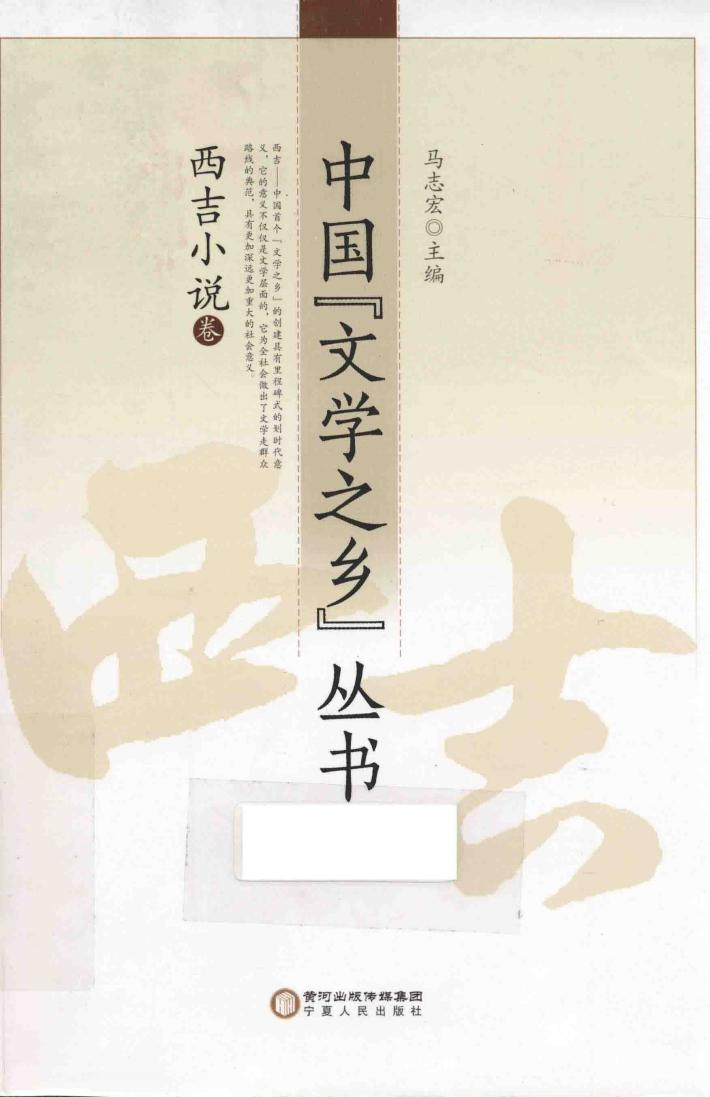 马志宏◎主编
中国『文学之乡』丛书
西吉——中国首个『文学之乡』的创建具有里程碑式的划时代意
义，它的意义不仅仅是文学层面的，它为全社会做出了文学走群众
路线的典范，具有更加深远更加重大的社会意义。
西吉小说卷
西吉
黄河出版传媒集团
宁夏人民出版社